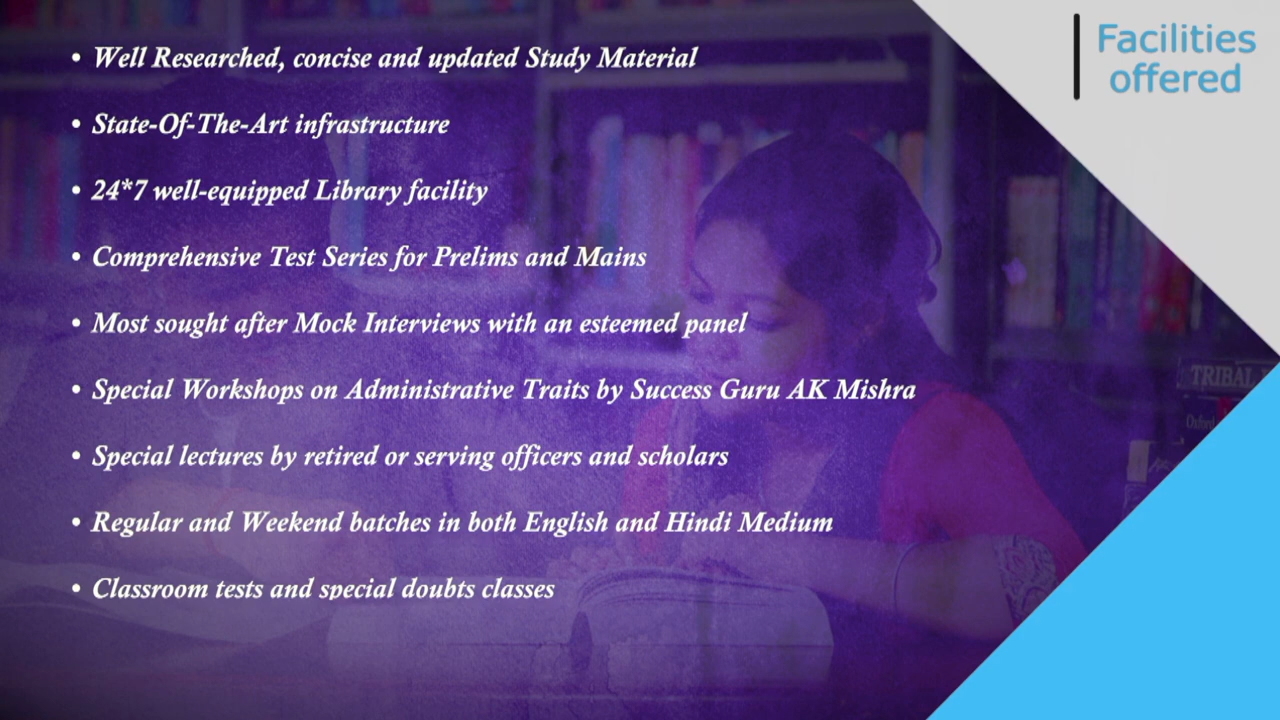 Facilities
offered
• Well Researched, concise and updated Study Material
• State-Of-The-Art infrastructure
• 24*7 well-equipped Library facility
• Comprehensive Test Series for Prelims and Mains
• Most sought after Mock Interviews with an esteemed panel
• Special Workshops on Administrative Traits by Success Guru AK Mishra
• Special lectures by retired or serving officers and scholars
• Regular and Weekend batches in both English and Hindi Medium
• Classroom tests and special doubts classes
TRIBAL
Oxford